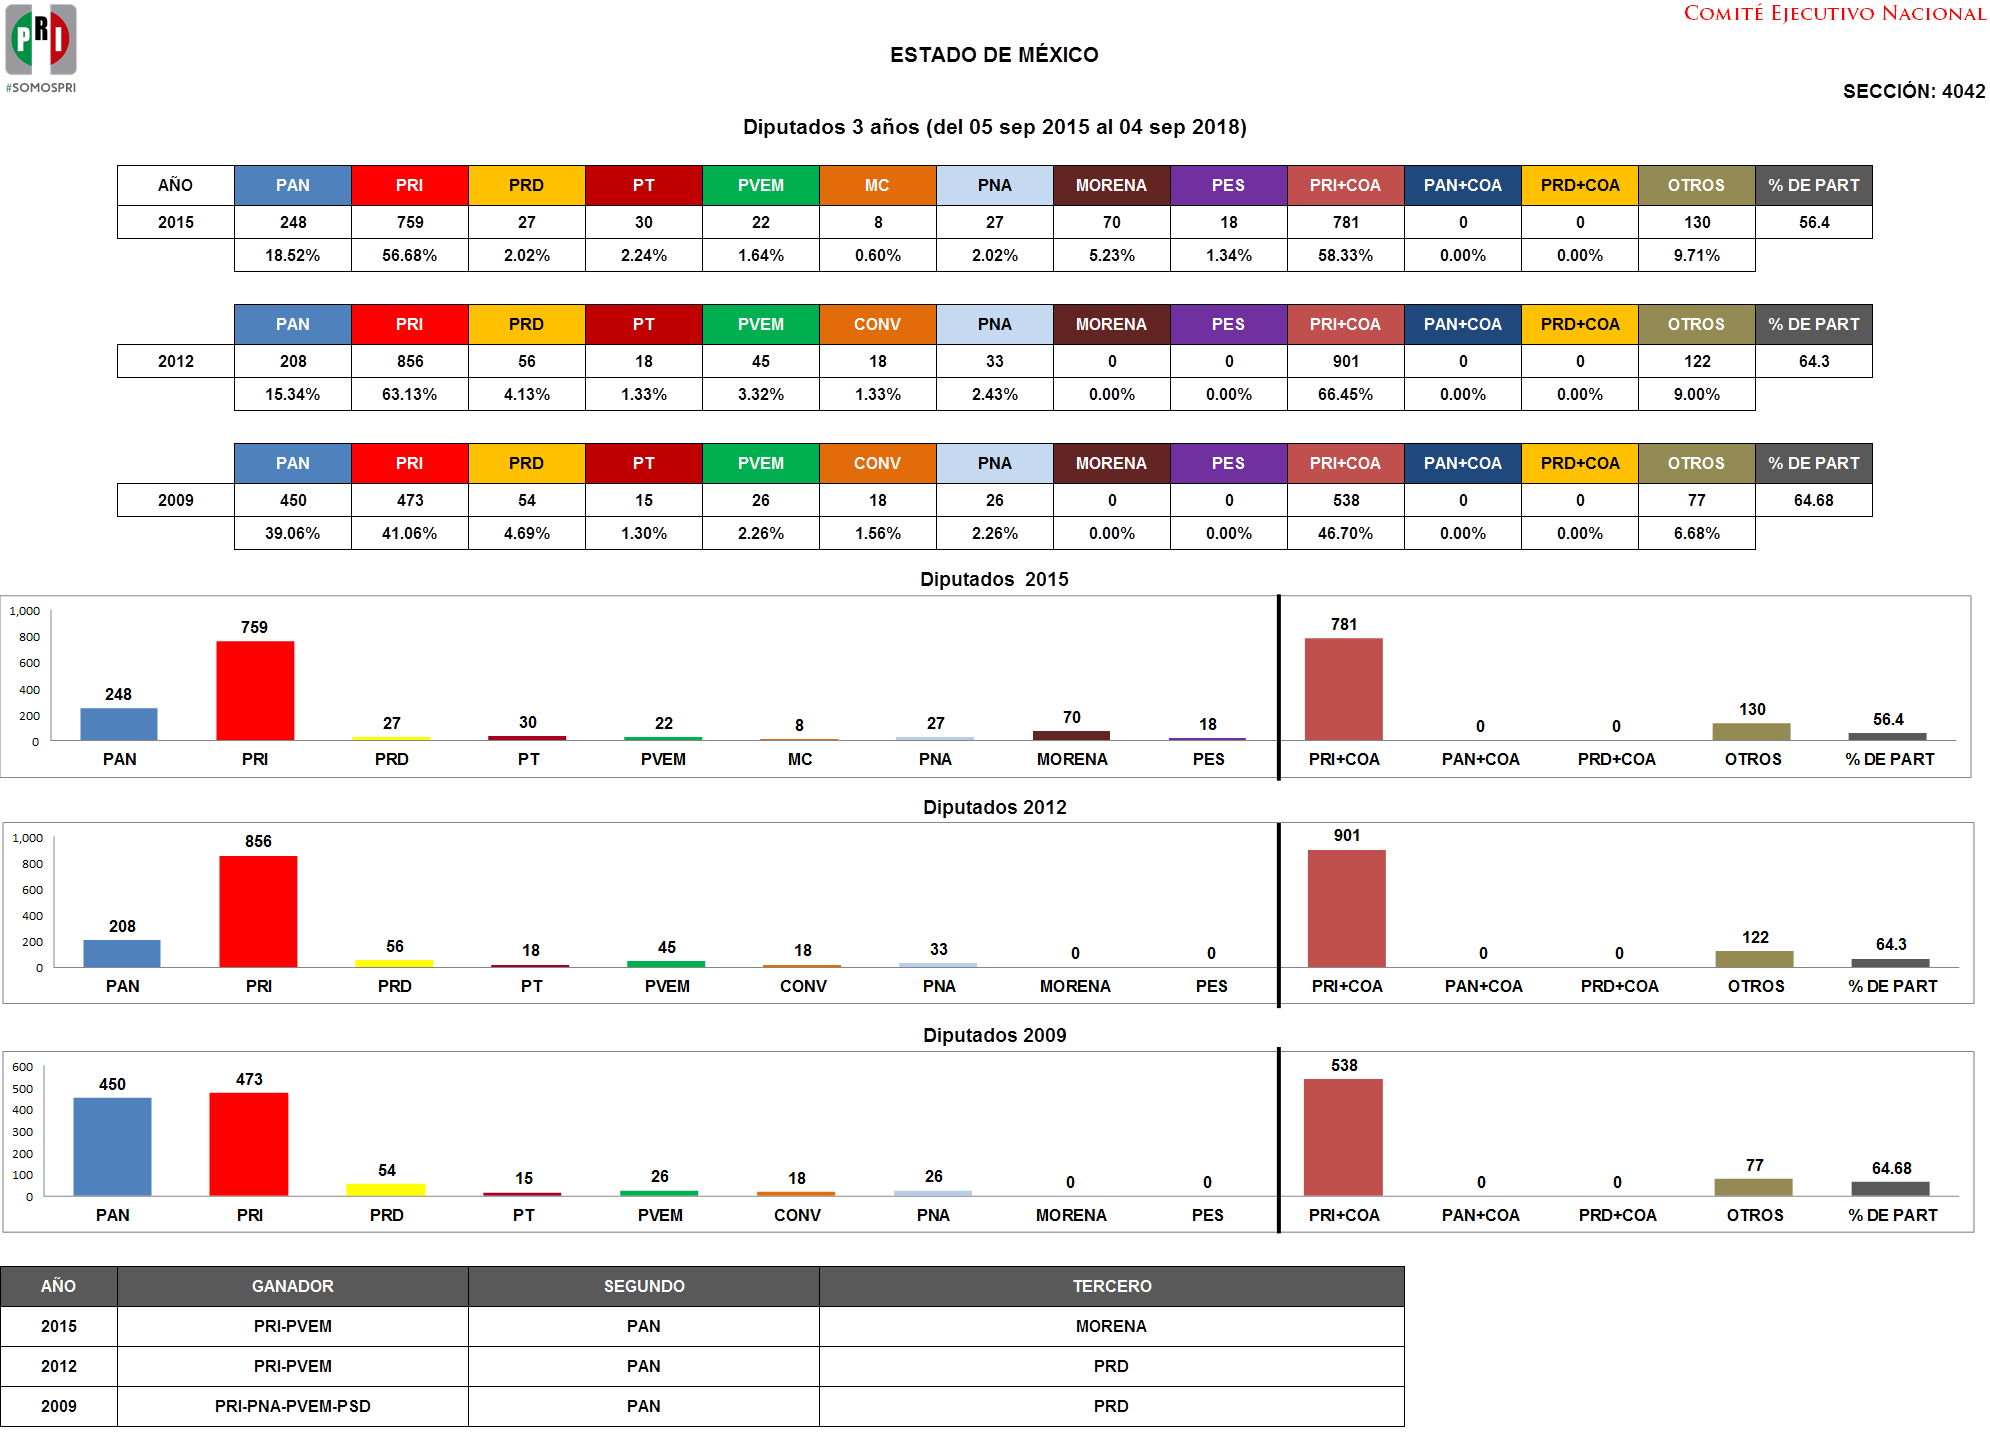 PRI
#SOMOSPRI
COMITÉ EJECUTIVO NACIONAL
ESTADO DE MÉXICO
SECCIÓN: 4042
Diputados 3 años (del 05 sep 2015 al 04 sep 2018)
AÑO PAN PRI PRD PT PVEM MC PNA MORENA PES PRI+COA PAN+COA PRD+COA OTROS % DE PART
2015 248 759 27 30 22 8 27 70 18 781 0 0 130 56.4
18.52% 56.68% 2.02% 2.24% 1.64% 0.60% 2.02% 5.23% 1.34% 58.33% 0.00% 0.00% 9.71%
PAN PRI PRD PT PVEM CONV PNA MORENA PES PRI+COA PAN+COA PRD+COA OTROS % DE PART
2012 208 856 56 18 45 18 33 0 0 901 0 0 122 64.3
15.34% 63.13% 4.13% 1.33% 3.32% 1.33% 2.43% 0.00% 0.00% 66.45% 0.00% 0.00% 9.00%
PAN PRI PRD PT PVEM CONV PNA MORENA PES PRI+COA PAN+COA PRD+COA OTROS % DE PART
2009 450 473 54 15 26 18 26 0 0 538 0 0 77 64.68
39.06% 41.06% 4.69% 1.30% 2.26% 1.56% 2.26% 0.00% 0.00% 46.70% 0.00% 0.00% 6.68%
Diputados 2015
1,000
800
600
400
200
0
248 759 27 30 22 8 27 70 18 781 0 0 130 56.4
PAN PRI PRD PT PVEM MC PNA MORENA PES PRI+COA PAN+COA PRD+COA OTROS % DE PART
Diputados 2012
1,000
800
600
400
200
0
208 856 56 18 45 18 33 0 0 901 0 0 122 64.3
PAN PRI PRD PT PVEM CONV PNA MORENA PES PRI+COA PAN+COA PRD+COA OTROS % DE PART
Diputados 2009
600
500
400
300
200
100
0
450 473 54 15 26 18 26 0 0 538 0 0 77 64.68
PAN PRI PRD PT PVEM CONV PNA MORENA PES PRI+COA PAN+COA PRD+COA OTROS % DE PART
AÑO GANADOR SEGUNDO TERCERO
2015 PRI-PVEM PAN MORENA
2012 PRI-PVEM PAN PRD
2009 PRI-PNA-PVEM-PSD PAN PRD